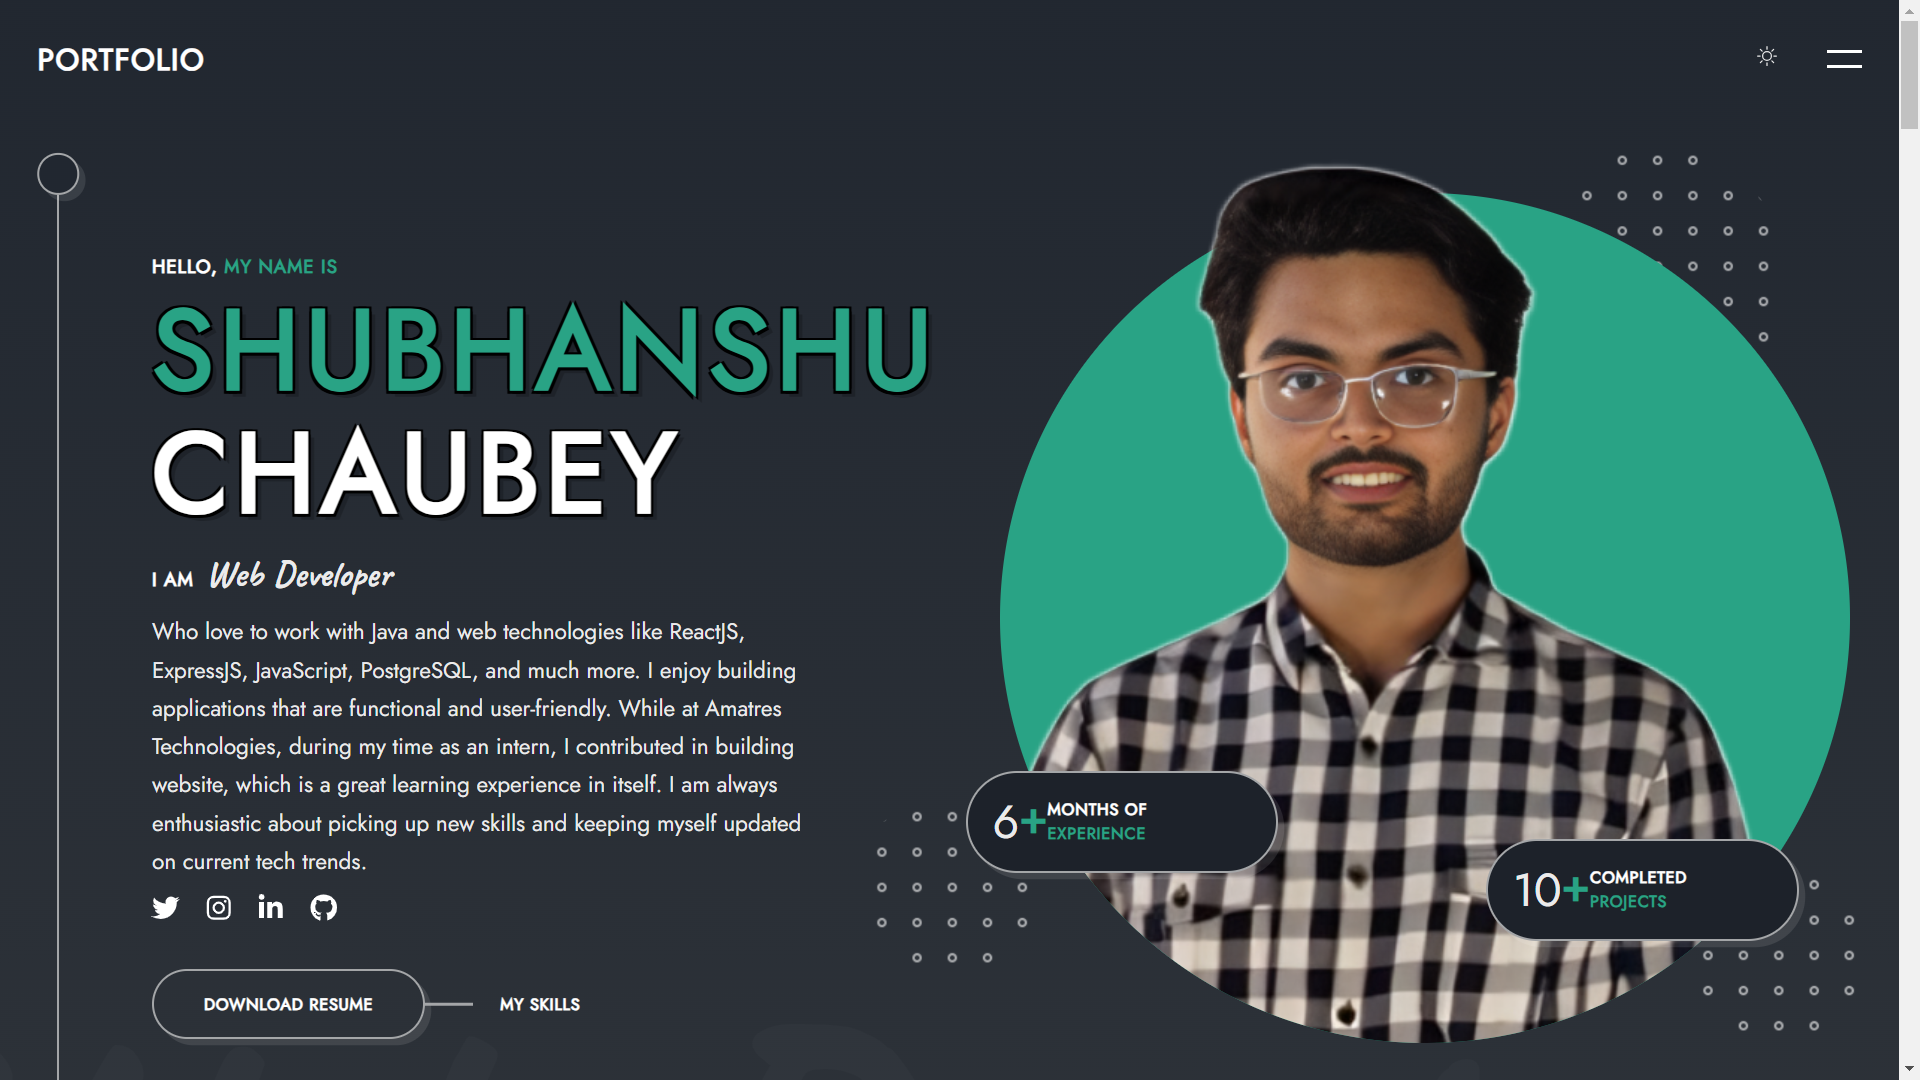 PORTFOLIO
HELLO, MY NAME IS
SHUBHANSHU
CHAUBEY
I AM Web Developer
Who love to work with Java and web technologies like ReactJS,
ExpressJS, JavaScript, PostgreSQL, and much more. I enjoy building
applications that are functional and user-friendly. While at Amatres
Technologies, during my time as an intern, I contributed in building
website, which is a great learning experience in itself. I am always
enthusiastic about picking up new skills and keeping myself updated
on current tech trends.
DOWNLOAD RESUME
MY SKILLS
6+ MONTHS OF
EXPERIENCE
10+ COMPLETED
PROJECTS